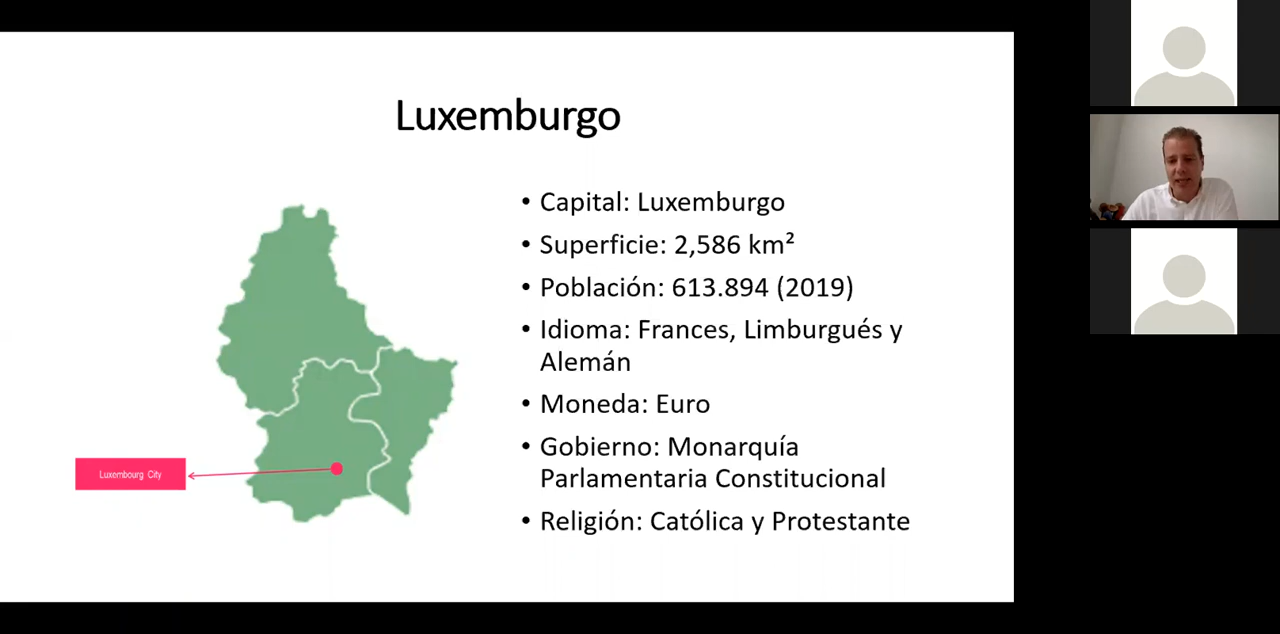 Luxemburgo
• Capital: Luxemburgo
• Superficie: 2,586 km²
• Población: 613.894 (2019)
• Idioma: Frances, Limburgués y
Alemán
• Moneda: Euro
• Gobierno: Monarquía
Parlamentaria Constitucional
• Religión: Católica y Protestante
Luxembourg City